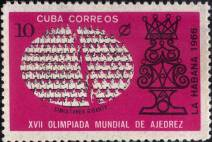 CUBA CORREOS
10 ¢
LA HABANA 1966
XVII OLIMPIADA MUNDIAL DE AJEDREZ